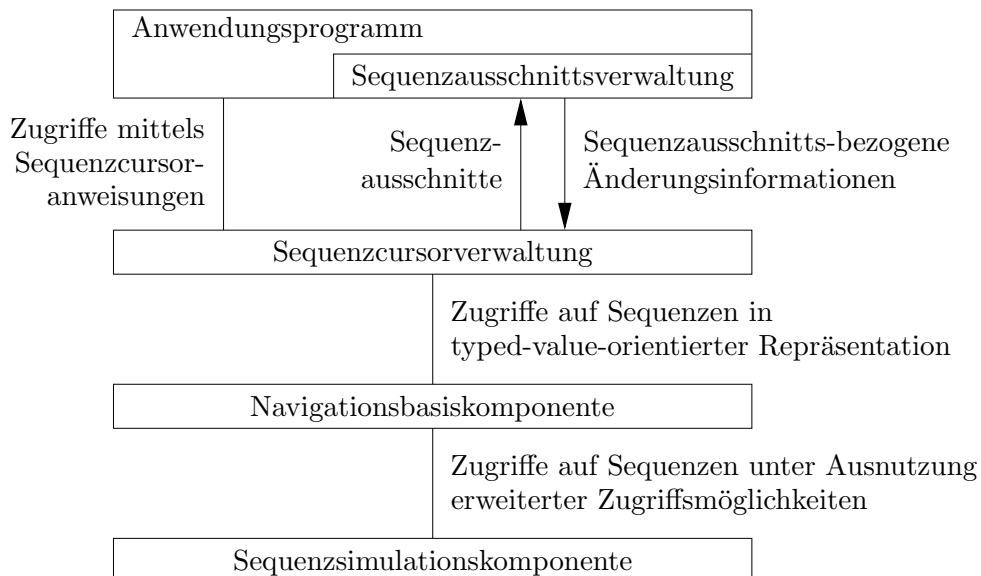 Anwendungsprogramm
Sequenzausschnittsverwaltung
Zugriffe mittels
Sequenzcursor-
anweisungen
Sequenz-
ausschnitte
Sequenzausschnitts-bezogene
Änderungsinformationen
Sequenzcursorverwaltung
Zugriffe auf Sequenzen in
typed-value-orientierter Repräsentation
Navigationsbasiskomponente
Zugriffe auf Sequenzen unter Ausnutzung
erweiterter Zugriffsmöglichkeiten
Sequenzsimulationskomponente